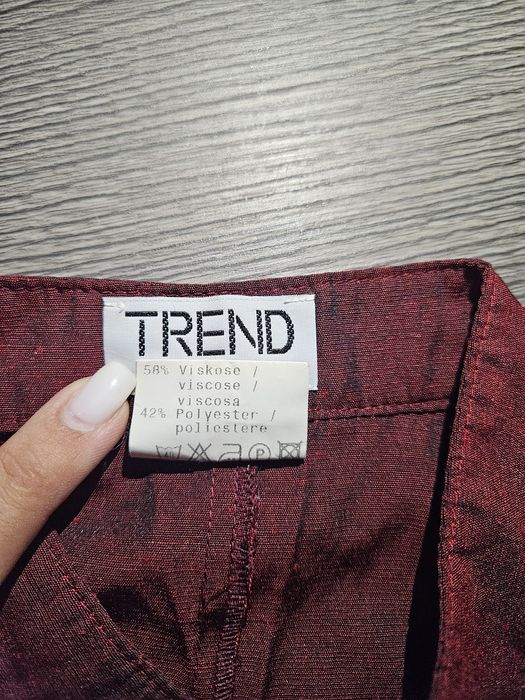 TREND
58% Viskose /
viscose /
viscosa
42% Polyester /
poliestere